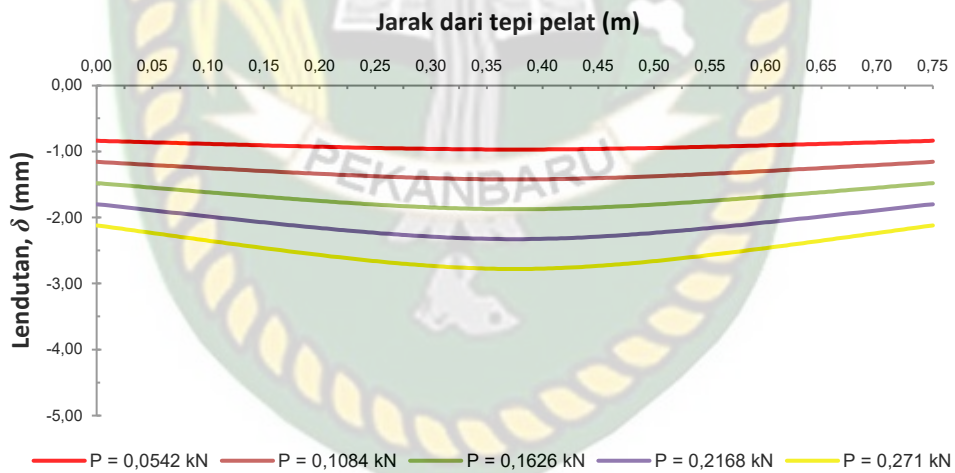 Jarak dari tepi pelat (m)
0,00 0,05 0,10 0,15 0,20 0,25 0,30 0,35 0,40 0,45 0,50 0,55 0,60 0,65 0,70 0,75
0,00
-1,00
-2,00
-3,00
-4,00
-5,00
Lendutan, δ (mm)
PEKANBARU
P = 0,0542 kN P = 0,1084 kN P = 0,1626 kN P = 0,2168 kN P = 0,271 kN